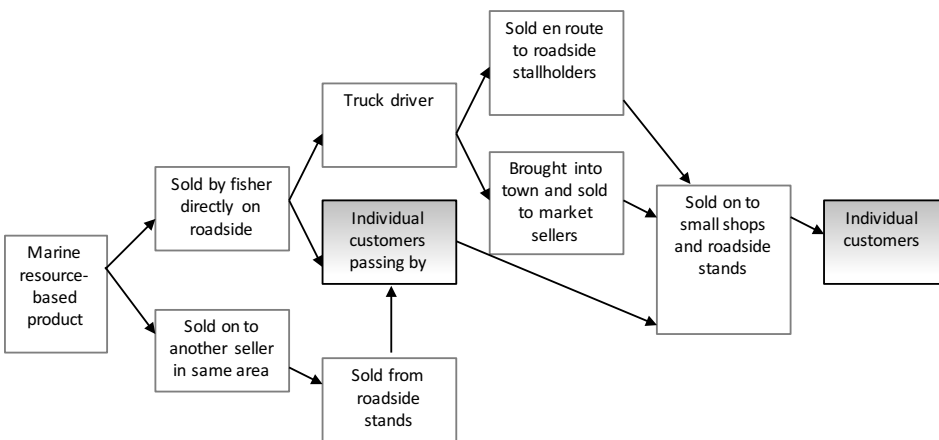 Marine
resource-
based
product
Sold by fisher
directly on
roadside
Sold on to
another seller
in same area
Truck driver
Individual
customers
passing by
Sold from
roadside
stands
Sold en route
to roadside
stallholders
Brought into
town and sold
to market
sellers
Sold on to
small shops
and roadside
stands
Individual
customers